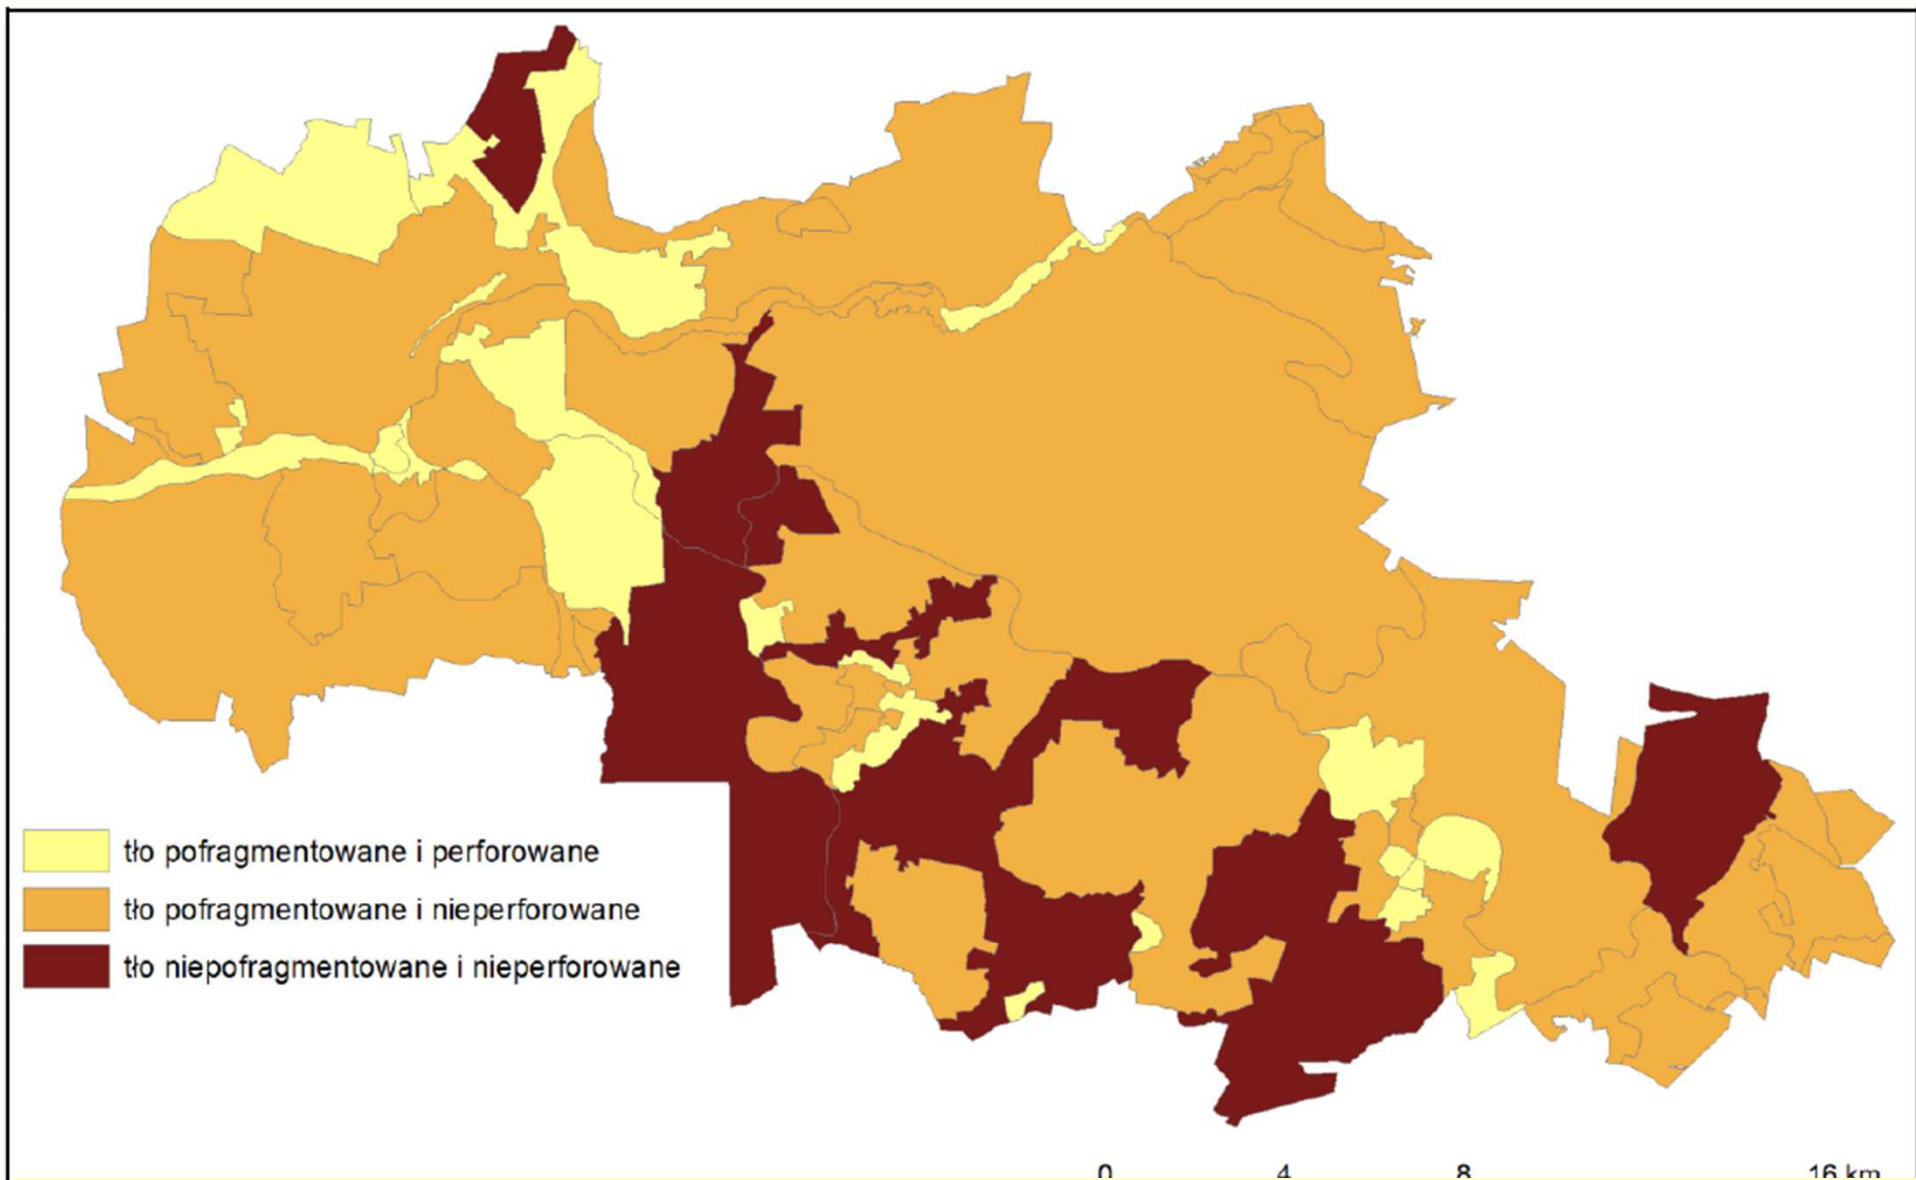 tło pofragmentowane i perforowane
tło pofragmentowane i nieperforowane
tło niepofragmentowane i nieperforowane
0 4 8 16 km